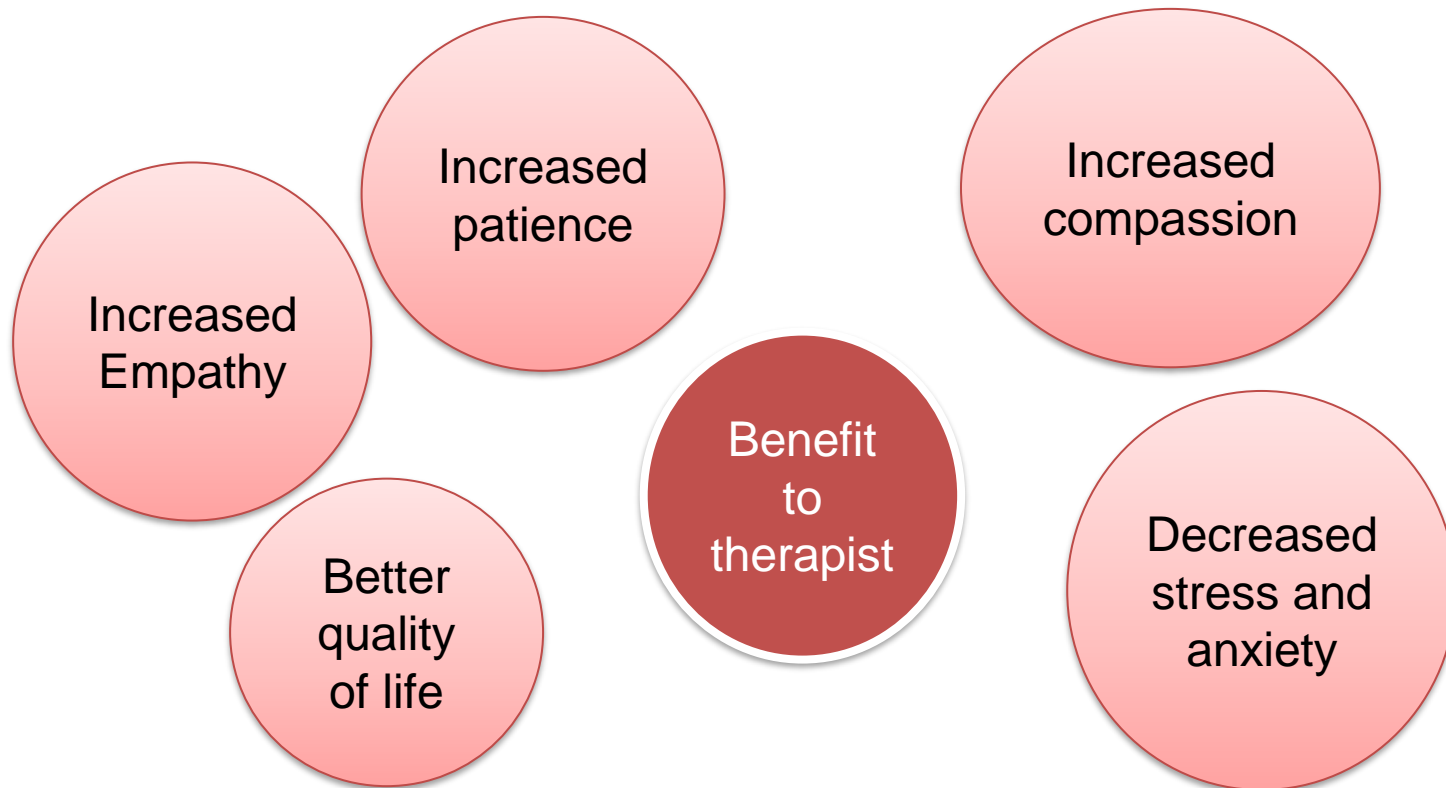 Increased
patience
Increased
compassion
Increased
Empathy
Benefit
to
therapist
Better
quality
of life
Decreased
stress and
anxiety